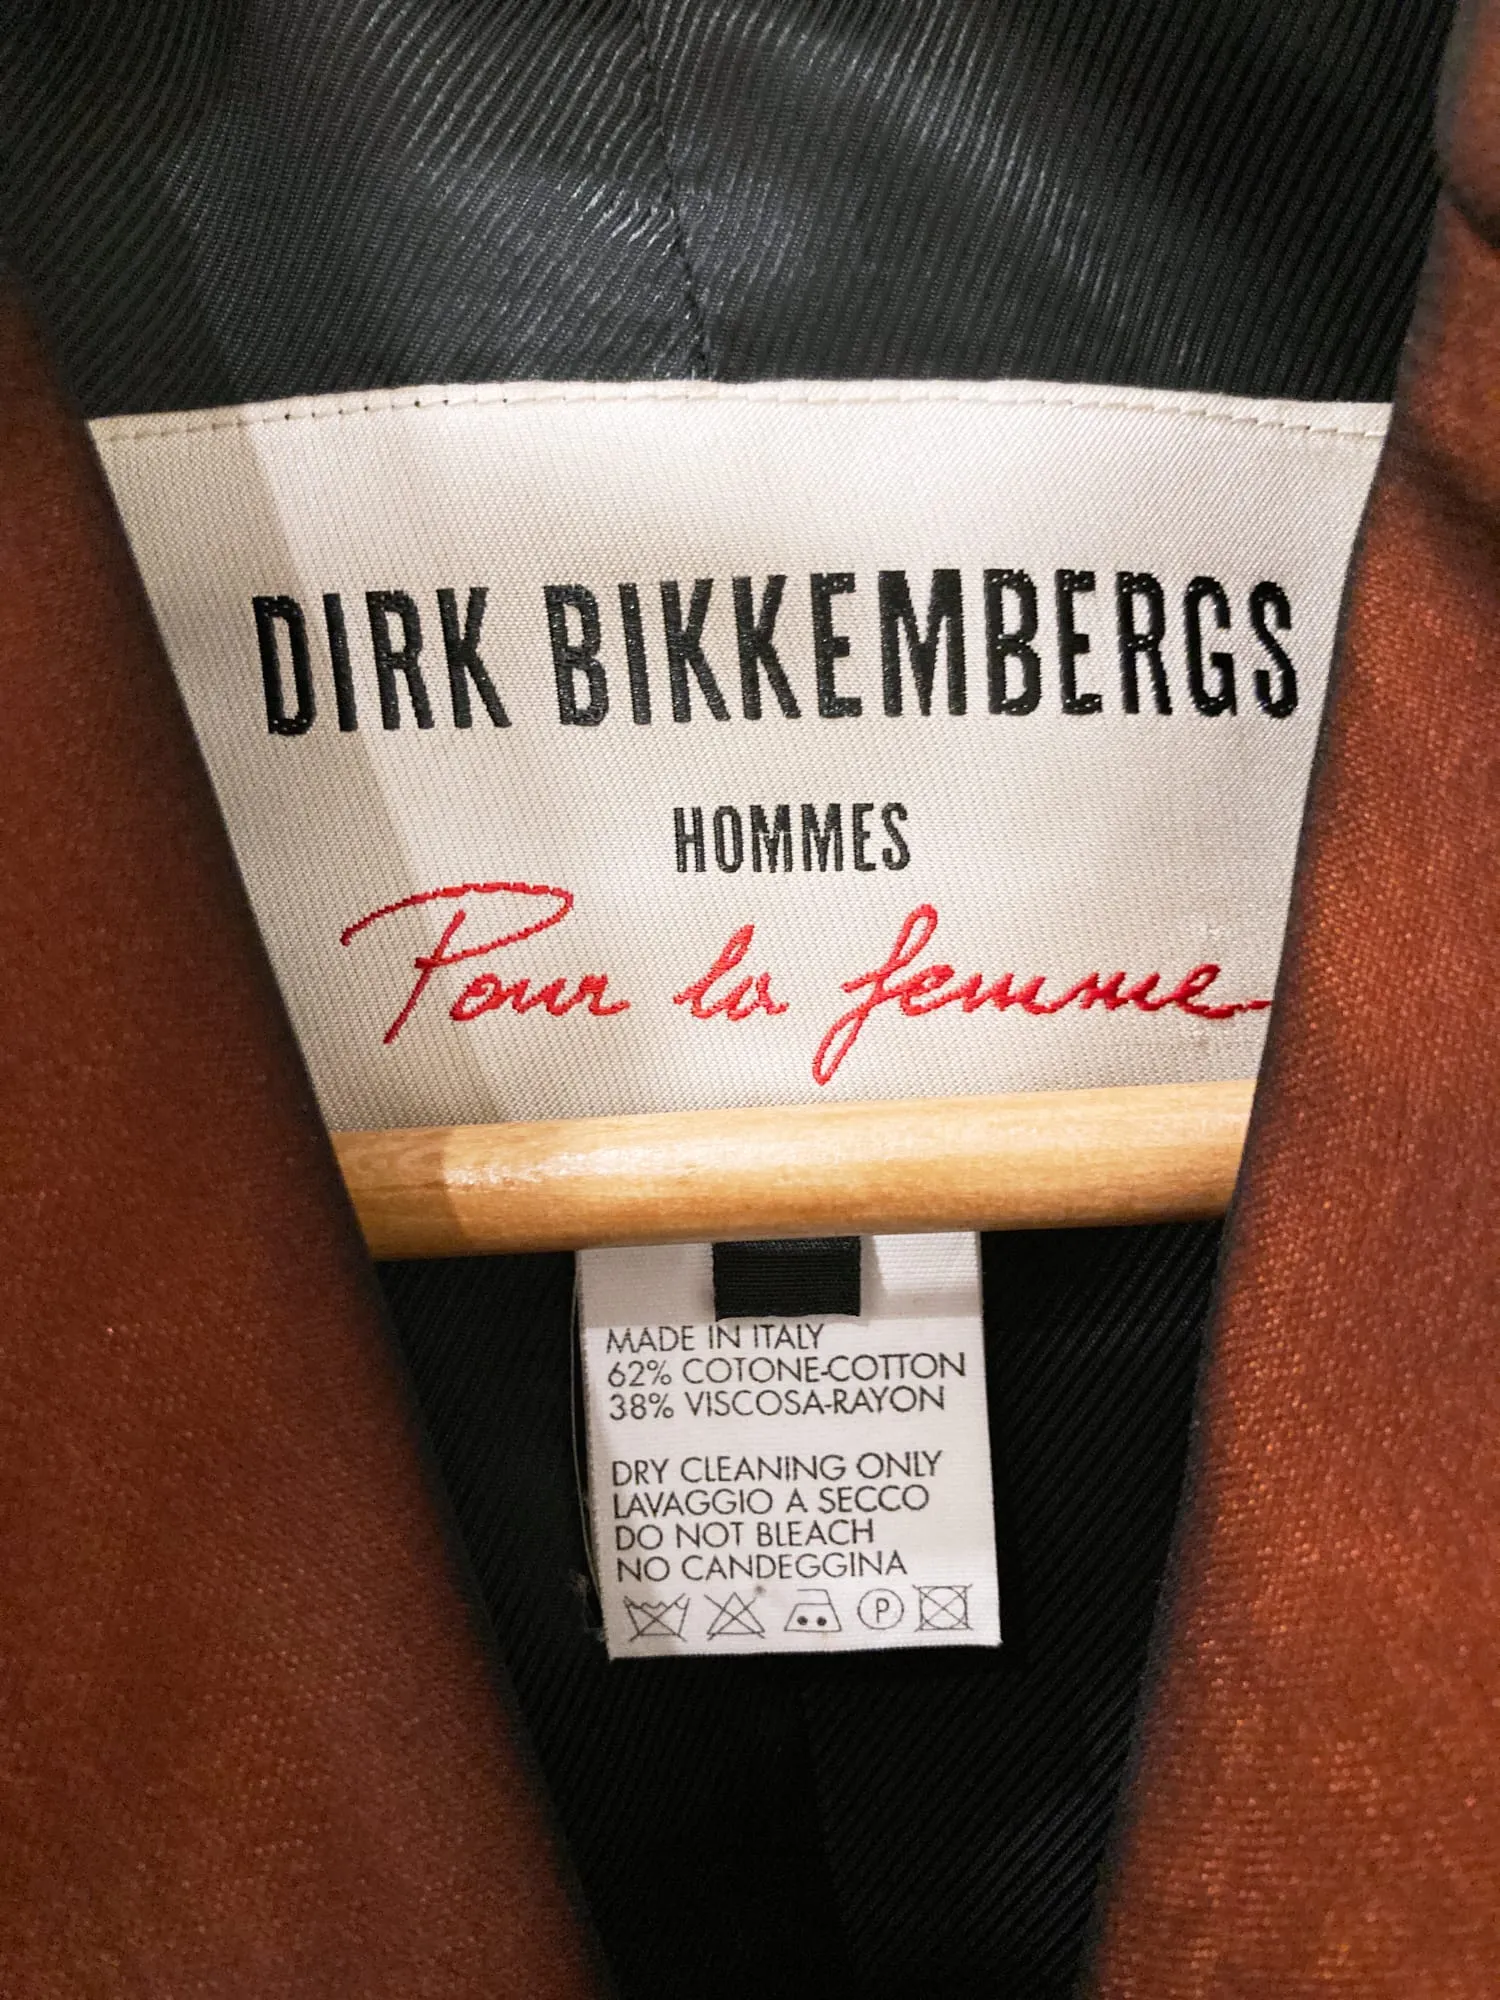 DIRK BIKKEMBERGS
HOMMES
Pour la femme
MADE IN ITALY
62% COTONE-COTTON
38% VISCOSA-RAYON
DRY CLEANING ONLY
LAVAGGIO A SECCO
DO NOT BLEACH
NO CANDEGGINA
P